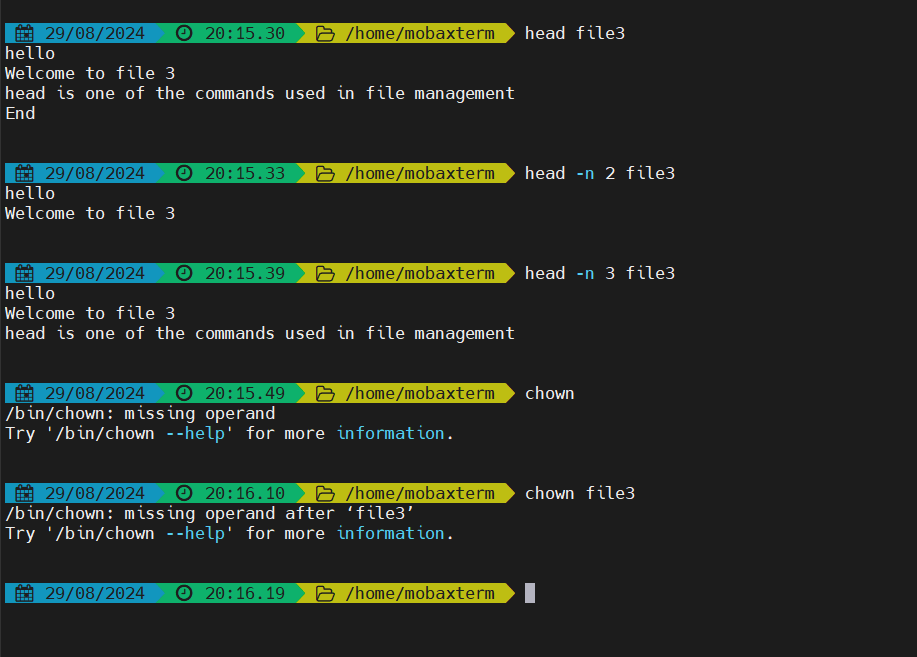 29/08/2024 20:15.30 /home/mobaxterm head file3
hello
Welcome to file 3
head is one of the commands used in file management
End
29/08/2024 20:15.33 /home/mobaxterm head -n 2 file3
hello
Welcome to file 3
29/08/2024 20:15.39 /home/mobaxterm head -n 3 file3
hello
Welcome to file 3
head is one of the commands used in file management
29/08/2024 20:15.49 /home/mobaxterm chown
/bin/chown: missing operand
Try '/bin/chown --help' for more information.
29/08/2024 20:16.10 /home/mobaxterm chown file3
/bin/chown: missing operand after ‘file3’
Try '/bin/chown --help' for more information.
29/08/2024 20:16.19 /home/mobaxterm